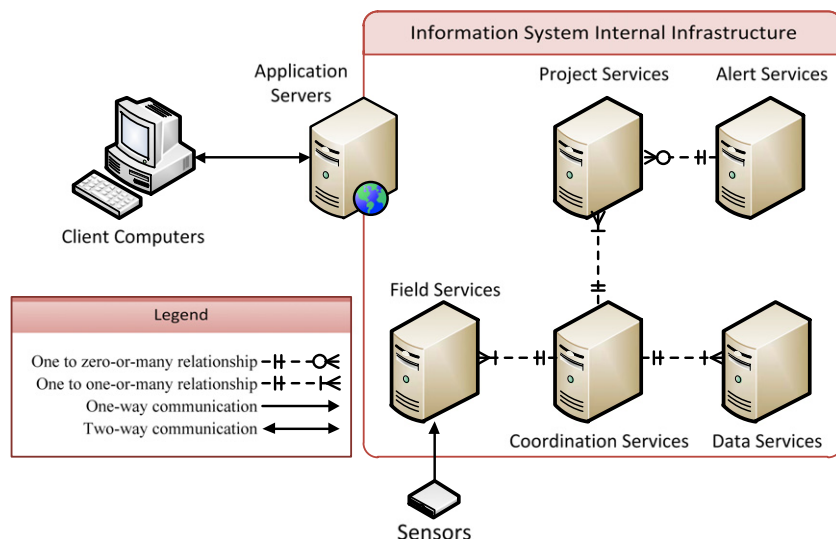 Information System Internal Infrastructure
Application
Servers
Project Services
Alert Services
Client Computers
Field Services
Legend
One to zero-or-many relationship
One to one-or-many relationship
One-way communication
Two-way communication
Coordination Services
Data Services
Sensors